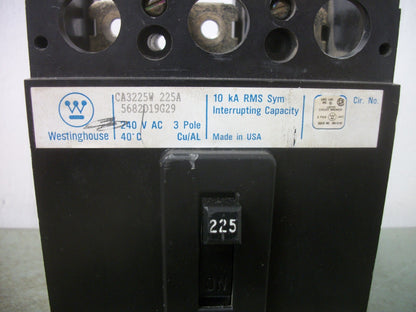 CA3225W 225A
5682D19G29
240 V AC 3 Pole
40°C Cu/AL
Westinghouse
10 kA RMS Sym
Interrupting Capacity
Made in USA
Cir. No.
225